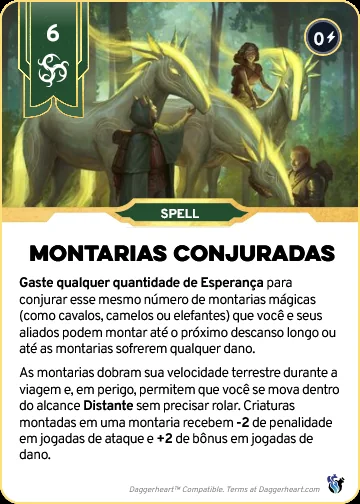 6
0
SPELL
MONTARIAS CONJURADAS
Gaste qualquer quantidade de Esperança para
conjurar esse mesmo número de montarias mágicas
(como cavalos, camelos ou elefantes) que você e seus
aliados podem montar até o próximo descanso longo ou
até as montarias sofrerem qualquer dano.
As montarias dobram sua velocidade terrestre durante a
viagem e, em perigo, permitem que você se mova dentro
do alcance Distante sem precisar rolar. Criaturas
montadas em uma montaria recebem -2 de penalidade
em jogadas de ataque e +2 de bônus em jogadas de
dano.
Daggerheart™ Compatible. Terms at Daggerheart.com